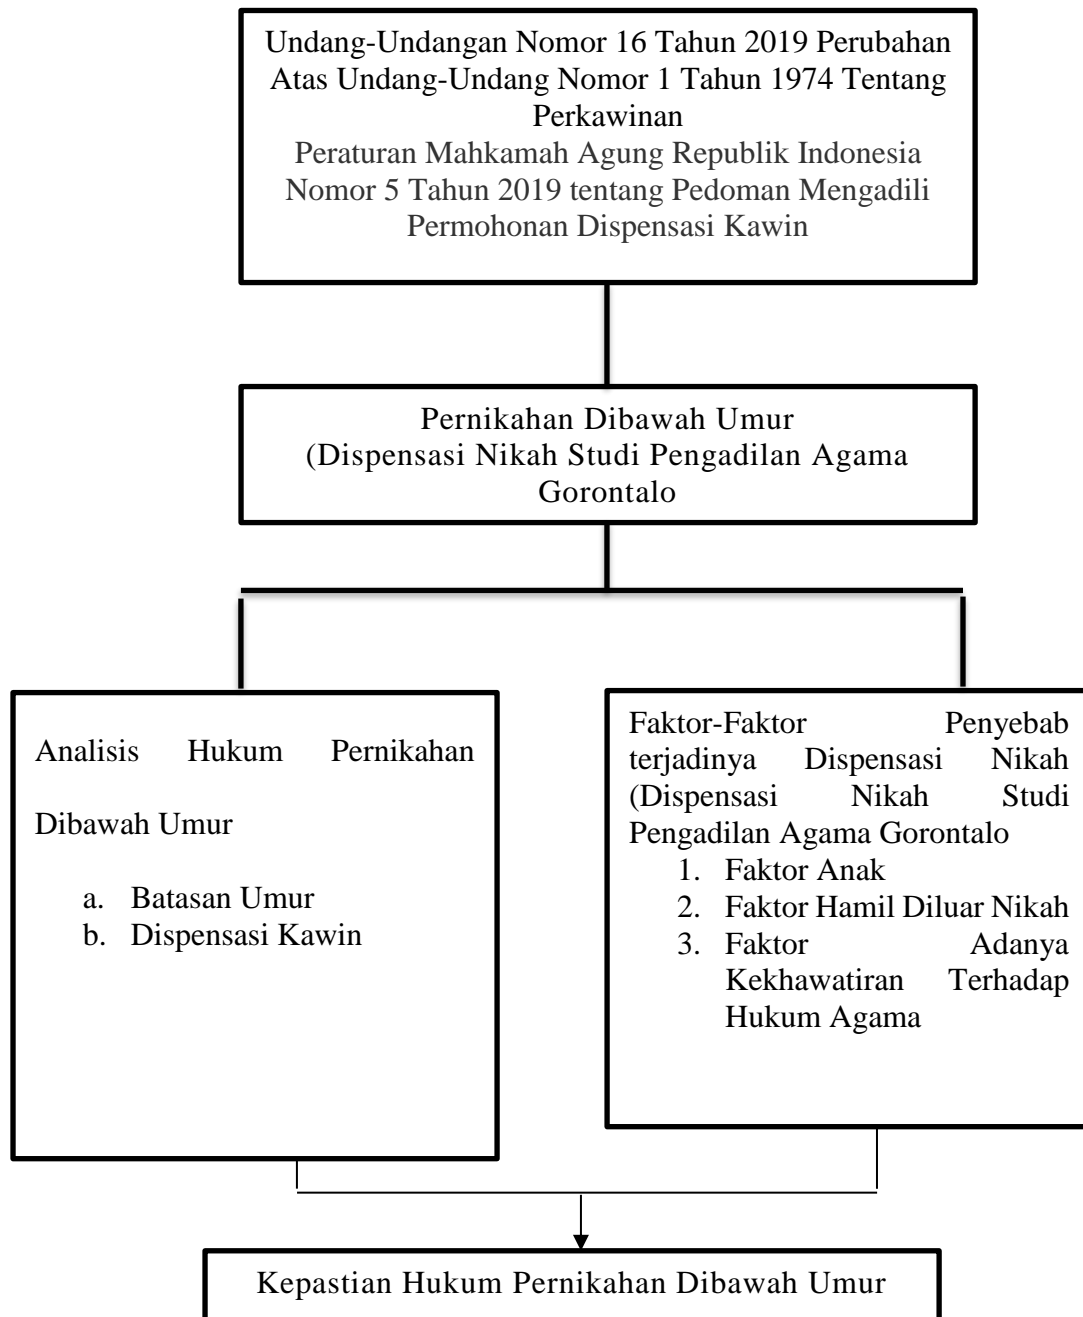 Undang-Undangan Nomor 16 Tahun 2019 Perubahan
Atas Undang-Undang Nomor 1 Tahun 1974 Tentang
Perkawinan
Peraturan Mahkamah Agung Republik Indonesia
Nomor 5 Tahun 2019 tentang Pedoman Mengadili
Permohonan Dispensasi Kawin
Pernikahan Dibawah Umur
(Dispensasi Nikah Studi Pengadilan Agama
Gorontalo
Analisis Hukum Pernikahan
Dibawah Umur
a. Batasan Umur
b. Dispensasi Kawin
Faktor-Faktor Penyebab
terjadinya Dispensasi Nikah
(Dispensasi Nikah Studi
Pengadilan Agama Gorontalo
1. Faktor Anak
2. Faktor Hamil Diluar Nikah
3. Faktor Adanya
Kekhawatiran Terhadap
Hukum Agama
Kepastian Hukum Pernikahan Dibawah Umur